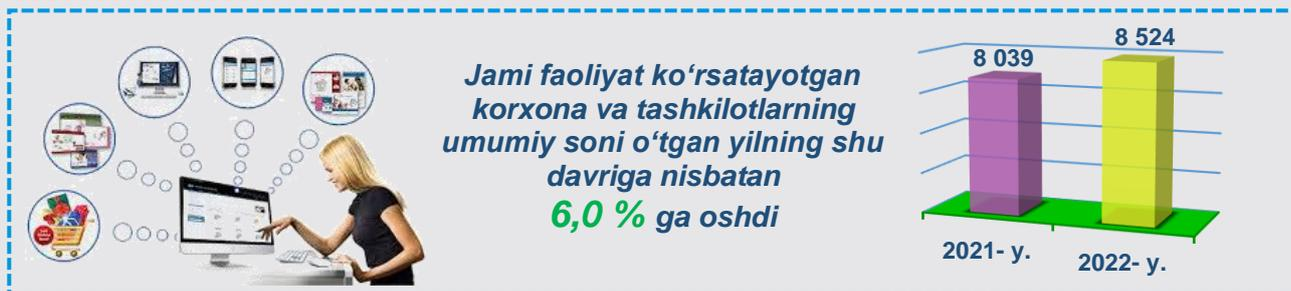 Jami faoliyat ko‘rsatayotgan
korxona va tashkilotlarning
umumiy soni o‘tgan yilning shu
davriga nisbatan
6,0 % ga oshdi
8 039
8 524
2021- y.
2022- y.